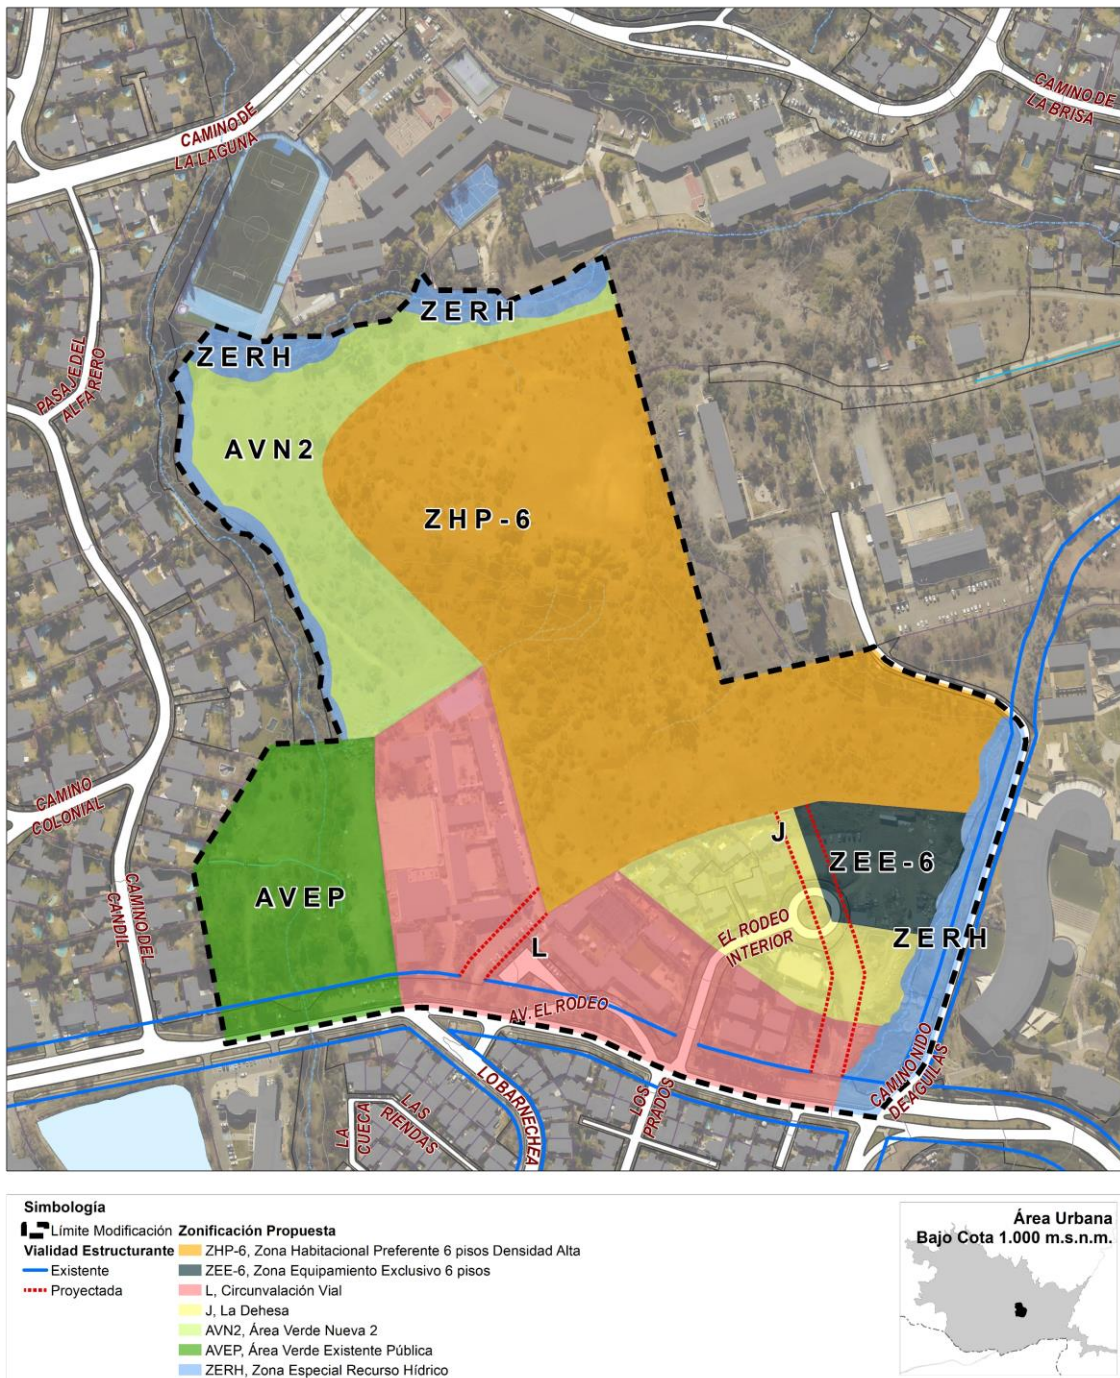 CAMINO DE
LA LAGUNA
CAMINO DE
LA BRISA
PASAJE DEL
ALFARERO
ZERH
ZERH
AVN2
ZHP-6
CAMINO
COLONIAL
CAMINO DEL
CANDIL
AVEP
J
ZEE-6
EL RODEO
INTERIOR
ZERH
L
AV. EL RODEO
LO BARNECHEA
LAS
RIENDAS
LA
CUECA
LOS
PRADOS
CAMINO NIDO
DE AGUILAS
Simbología
Límite Modificación
Vialidad Estructurante
Existente
Proyectada
Zonificación Propuesta
ZHP-6, Zona Habitacional Preferente 6 pisos Densidad Alta
ZEE-6, Zona Equipamiento Exclusivo 6 pisos
L, Circunvalación Vial
J, La Dehesa
AVN2, Área Verde Nueva 2
AVEP, Área Verde Existente Pública
ZERH, Zona Especial Recurso Hídrico
Área Urbana
Bajo Cota 1.000 m.s.n.m.